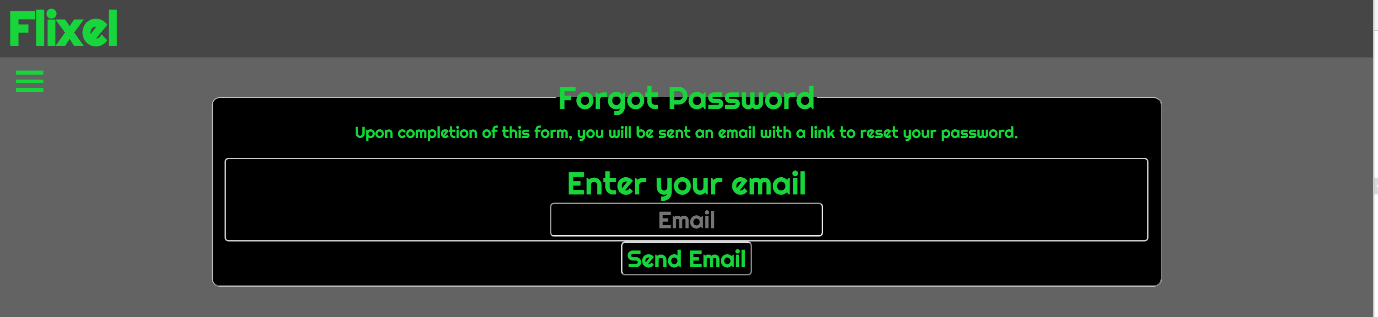 Flixel
Forgot Password
Upon completion of this form, you will be sent an email with a link to reset your password.
Enter your email
Email
Send Email